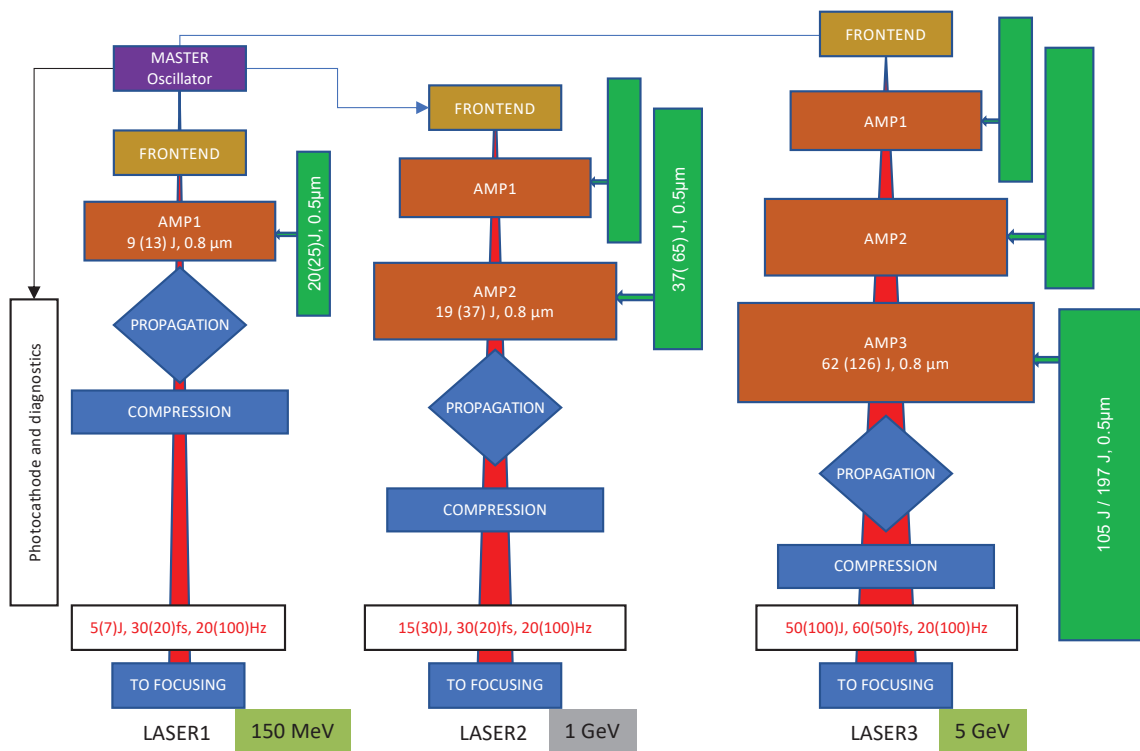 MASTER
Oscillator
FRONTEND
AMP1
9 (13) J, 0.8 µm
20(25)J, 0.5µm
PROPAGATION
COMPRESSION
Photocathode and diagnostics
5(7)J, 30(20)fs, 20(100)Hz
TO FOCUSING
LASER1
150 MeV
FRONTEND
AMP1
AMP2
19 (37) J, 0.8 µm
37( 65) J, 0.5µm
PROPAGATION
COMPRESSION
15(30)J, 30(20)fs, 20(100)Hz
TO FOCUSING
LASER2
1 GeV
FRONTEND
AMP1
AMP2
AMP3
62 (126) J, 0.8 µm
105 J / 197 J, 0.5µm
PROPAGATION
COMPRESSION
50(100)J, 60(50)fs, 20(100)Hz
TO FOCUSING
LASER3
5 GeV